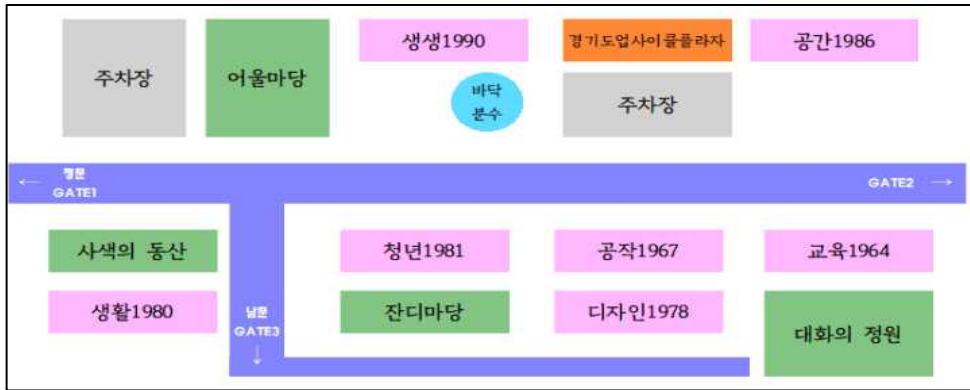 생생1990
경기도업사이클플라자
공간1986
주차장
어울마당
바닥
분수
주차장
정문
← GATE1
GATE2 →
사색의 동산
청년1981
공작1967
교육1964
생활1980
남문
GATE3
↓
잔디마당
디자인1978
대화의 정원